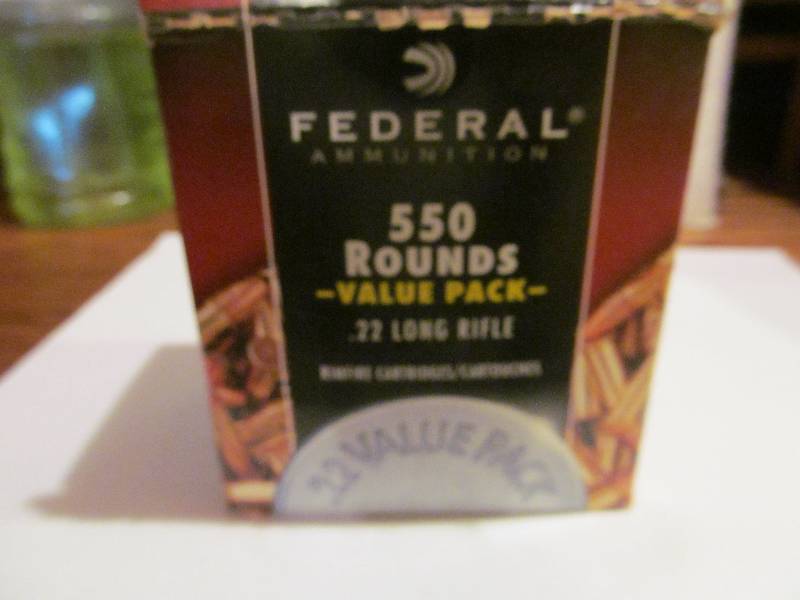 FEDERAL®
AMMUNITION
550
ROUNDS
-VALUE PACK-
.22 LONG RIFLE
RIMFIRE CARTRIDGES/CARTOUCHES
.22 VALUE PACK